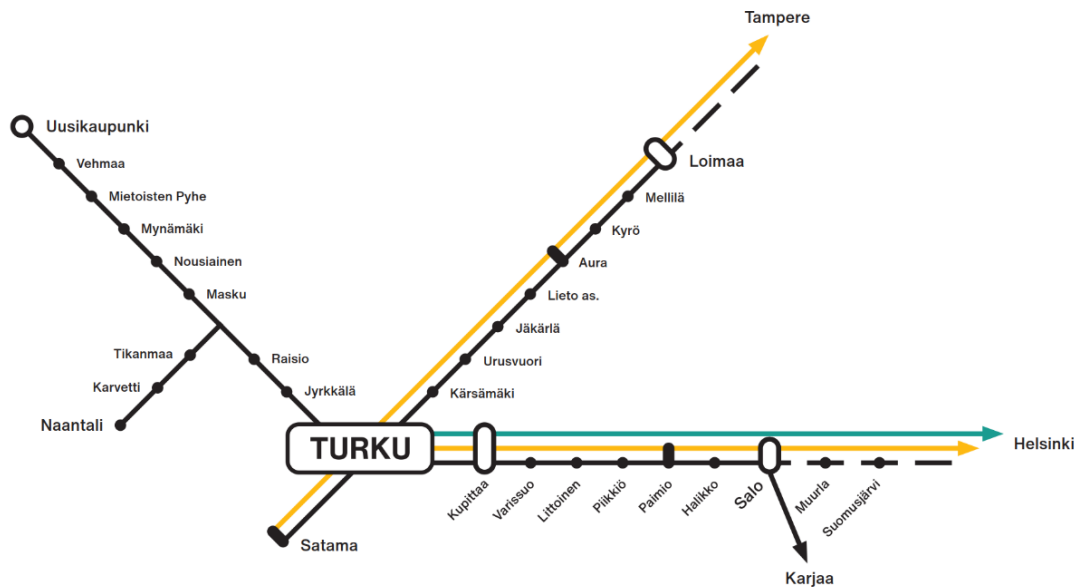 Tampere
Uusikaupunki
Vehmaa
Mietoisten Pyhe
Mynämäki
Nousiainen
Masku
Tikanmaa
Karvetti
Naantali
Raisio
Jyrkkälä
Loimaa
Mellilä
Kyrö
Aura
Lieto as.
Jäkärlä
Urusvuori
Kärsämäki
TURKU
Satama
Kupittaa
Varissuo
Littoinen
Piikkiö
Paimio
Halikko
Salo
Muurla
Suomusjärvi
Helsinki
Karjaa